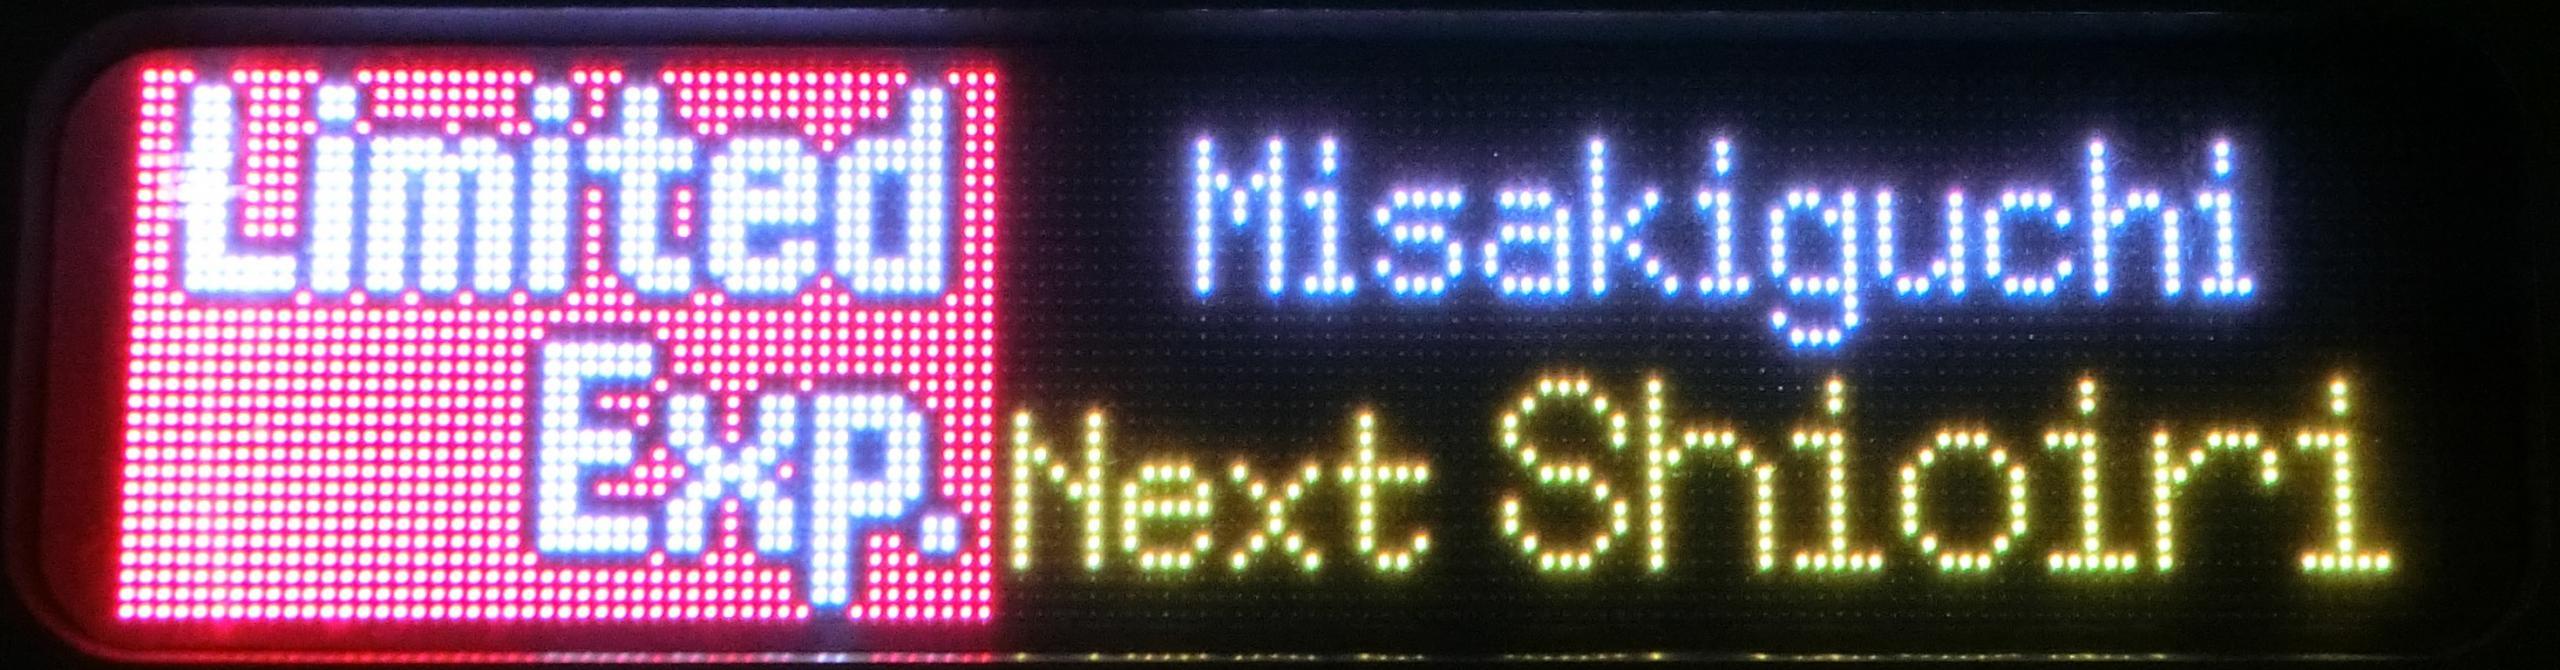 Limited
Exp.
Misakiguchi
Next Shioiri